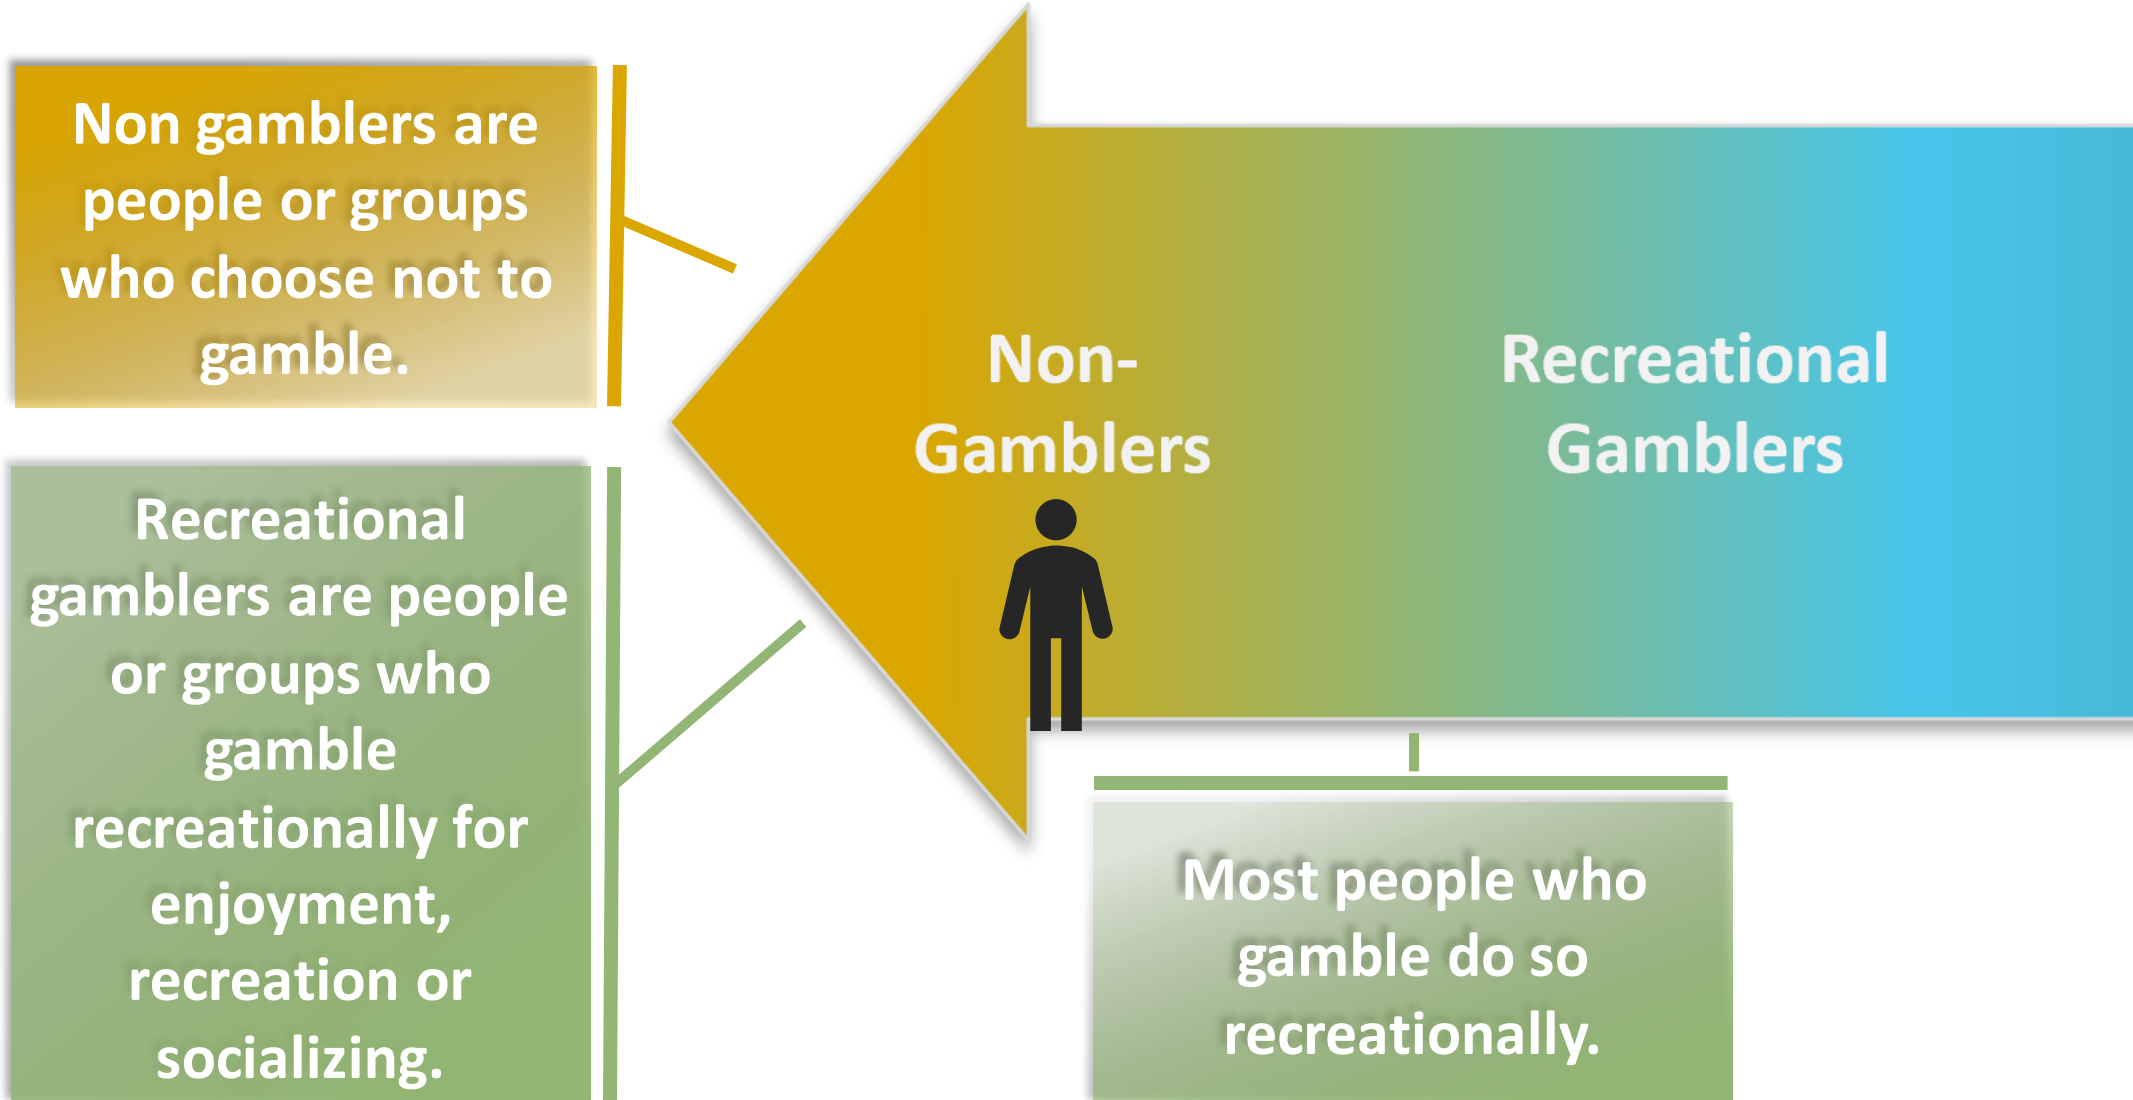 Non gamblers are
people or groups
who choose not to
gamble.
Recreational
gamblers are people
or groups who
gamble
recreationally for
enjoyment,
recreation or
socializing.
Non-
Gamblers
Recreational
Gamblers
Most people who
gamble do so
recreationally.